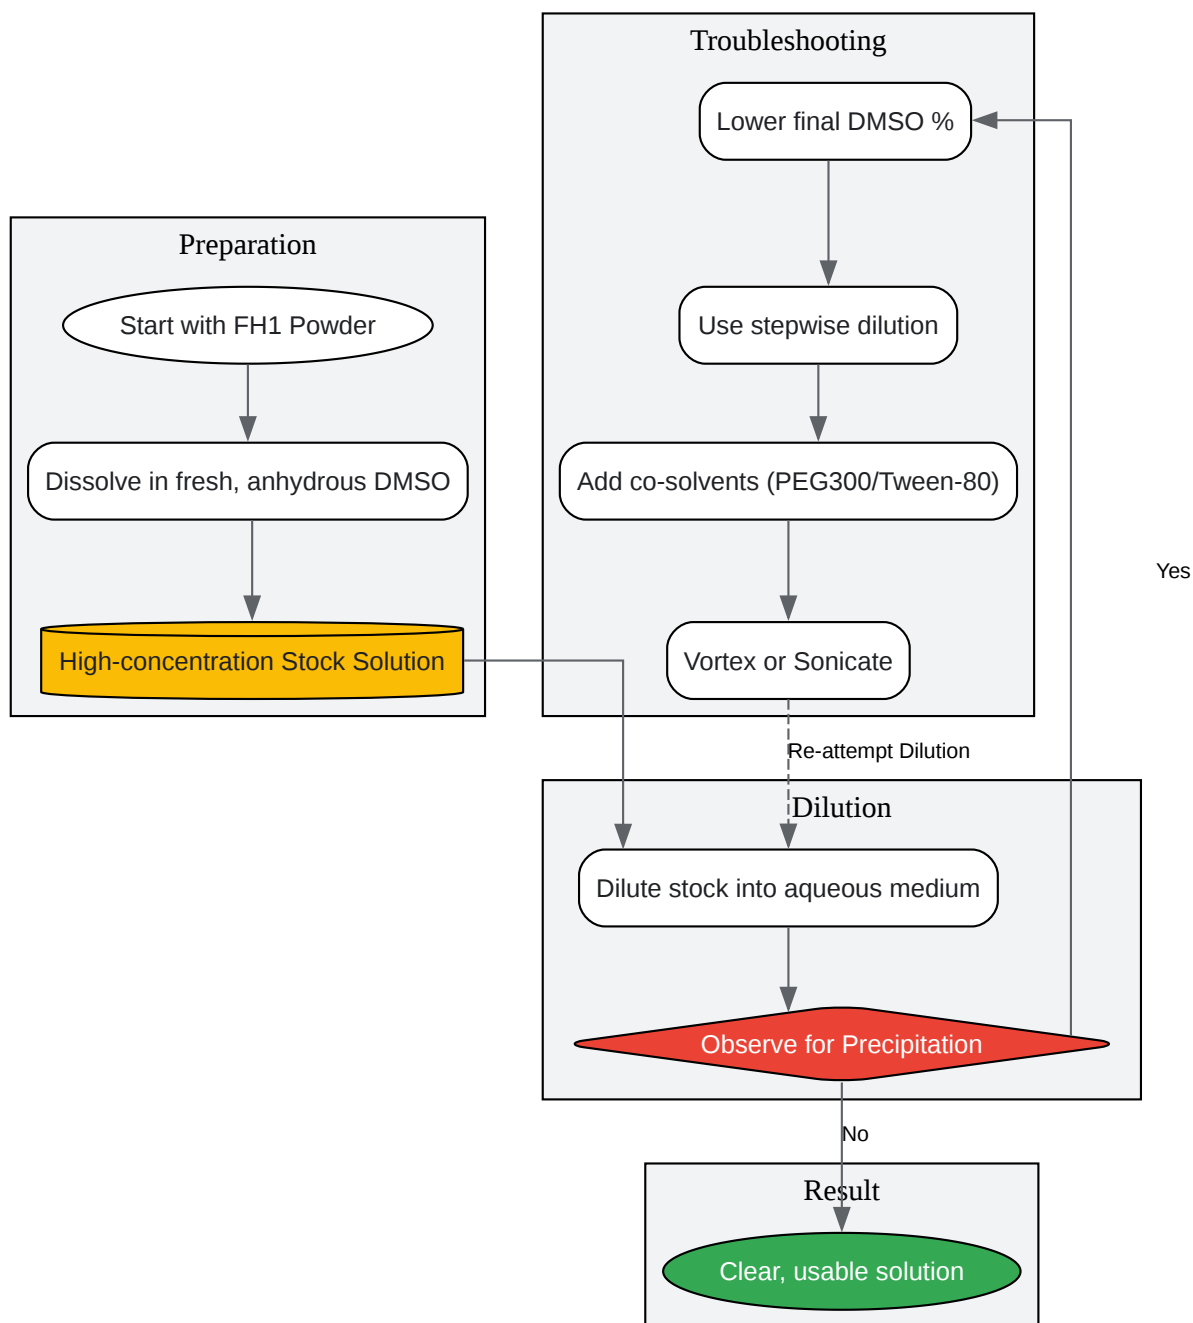 Troubleshooting
Lower final DMSO %
Use stepwise dilution
Add co-solvents (PEG300/Tween-80)
Vortex or Sonicate
Preparation
Start with FH1 Powder
Dissolve in fresh, anhydrous DMSO
High-concentration Stock Solution
Yes
Re-attempt Dilution
Dilution
Dilute stock into aqueous medium
Observe for Precipitation
No
Result
Clear, usable solution